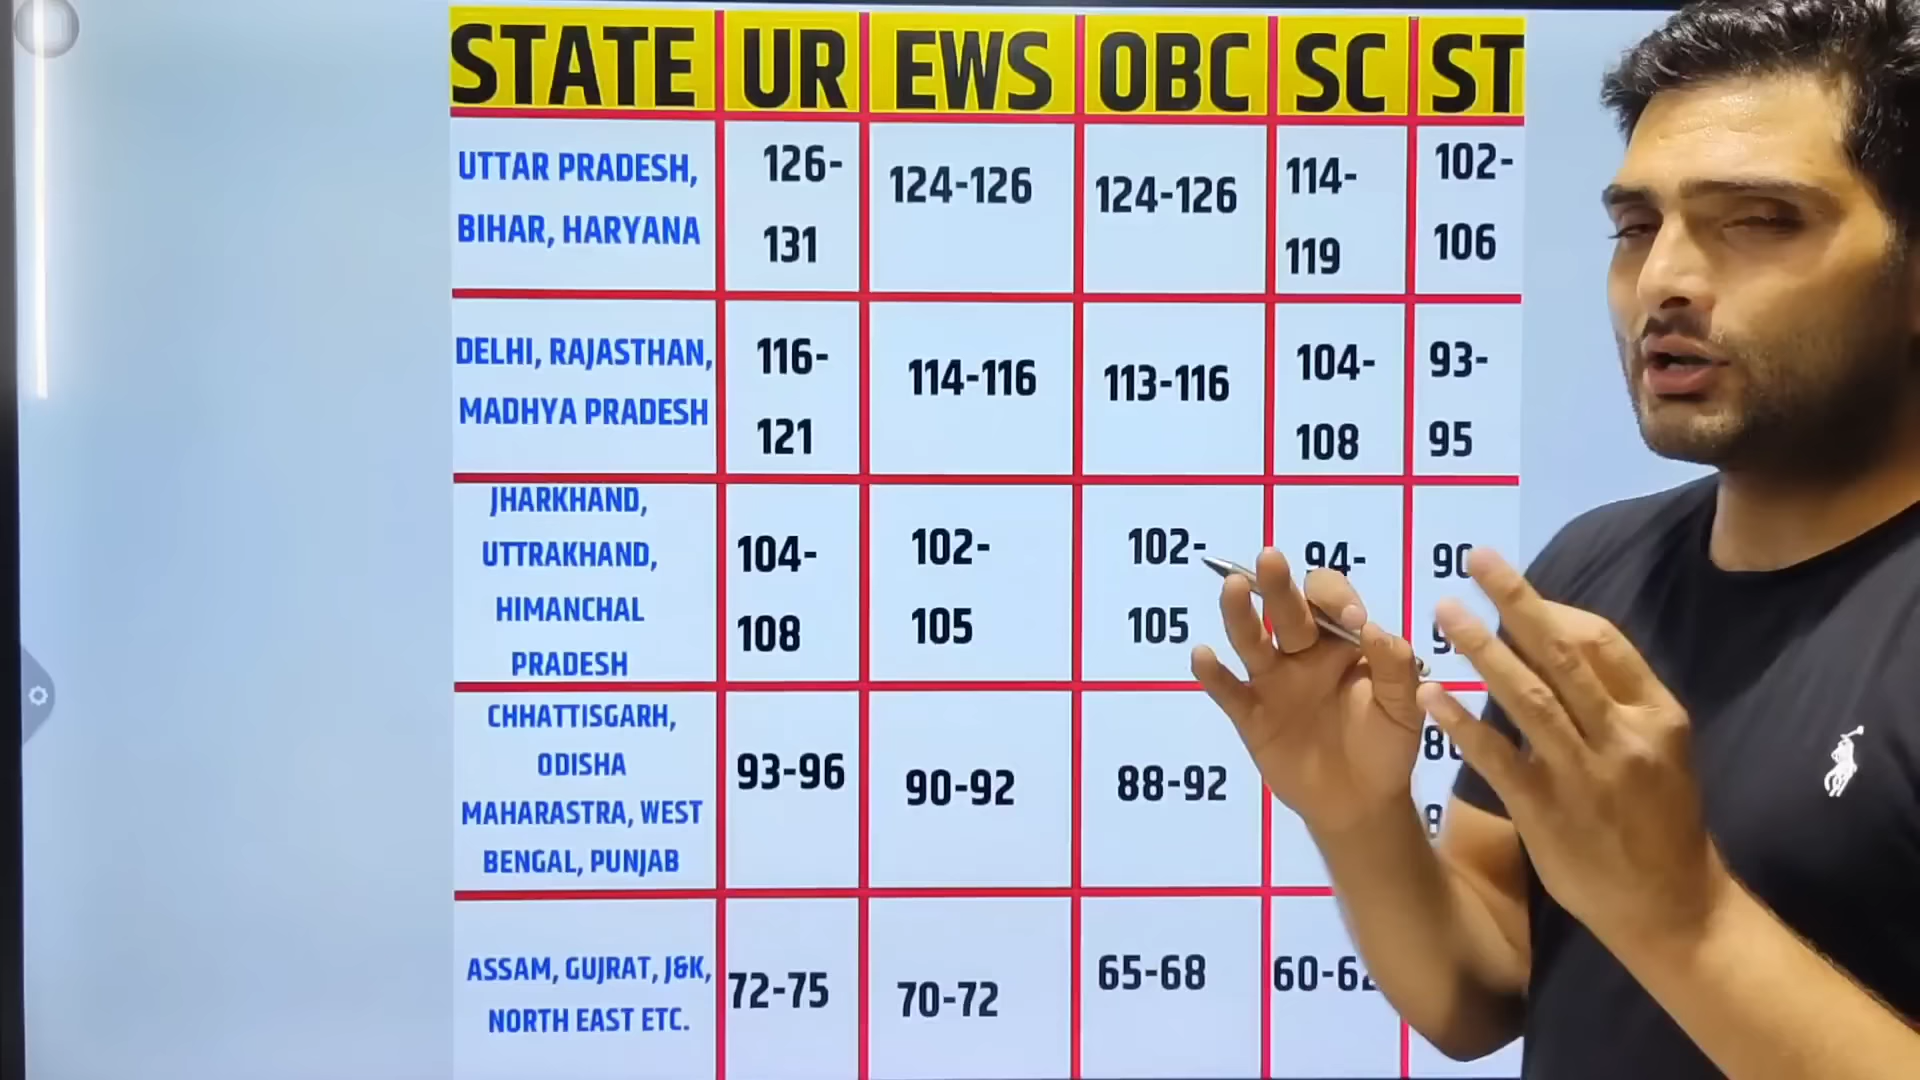 STATE UR EWS OBC SC ST
UTTAR PRADESH,
BIHAR, HARYANA
126-
131
124-126
124-126
114-
119
102-
106
DELHI, RAJASTHAN,
MADHYA PRADESH
116-
121
114-116
113-116
104-
108
93-
95
JHARKHAND,
UTTRAKHAND,
HIMANCHAL
PRADESH
104-
108
102-
105
102-
105
94-
CHHATTISGARH,
ODISHA
MAHARASTRA, WEST
BENGAL, PUNJAB
93-96
90-92
88-92
ASSAM, GUJRAT, J&K,
NORTH EAST ETC.
72-75
70-72
65-68